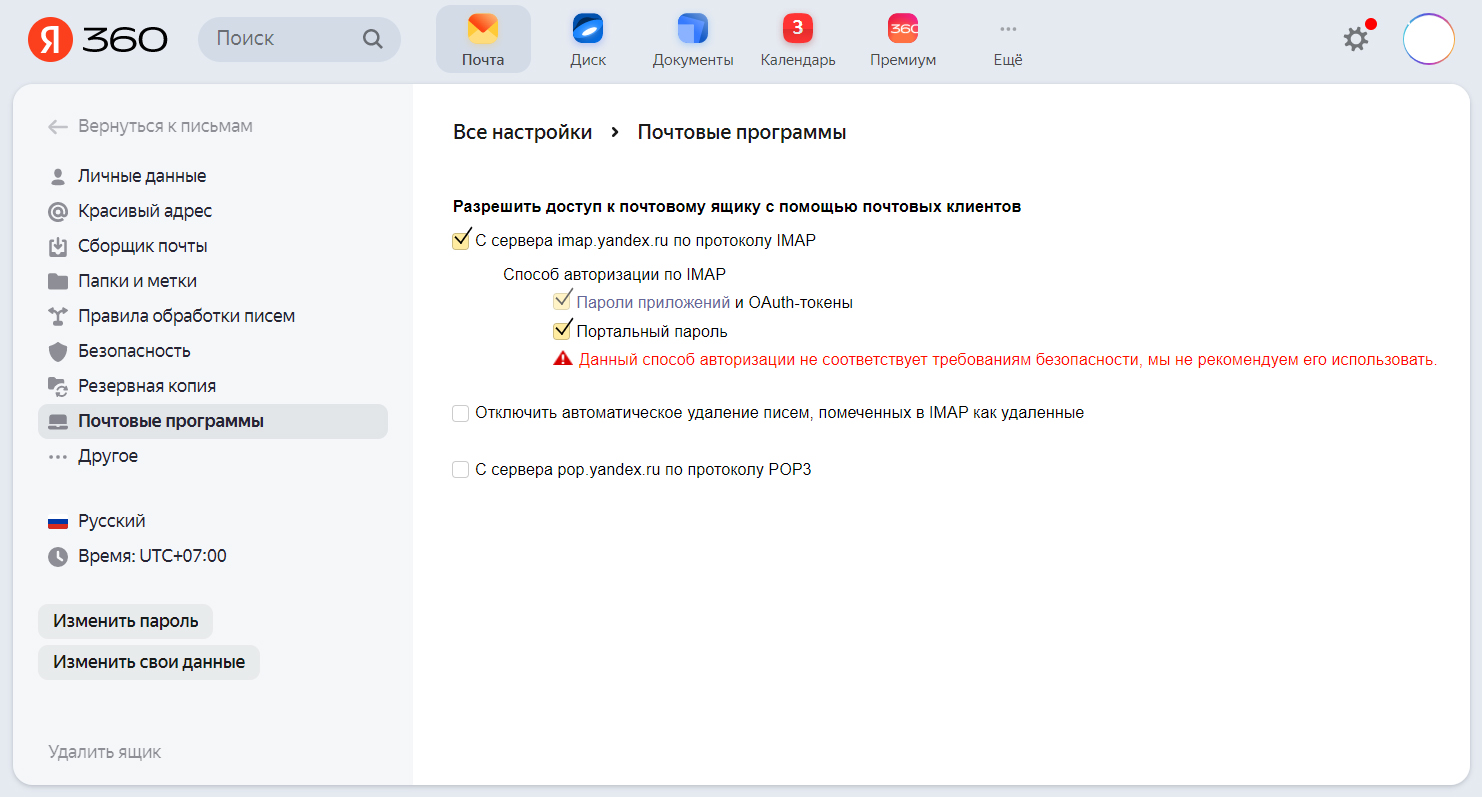 Я 360
Поиск
Почта
Диск
Документы
3
Календарь
360
Премиум
Ещё
Вернуться к письмам
Личные данные
Красивый адрес
Сборщик почты
Папки и метки
Правила обработки писем
Безопасность
Резервная копия
Почтовые программы
Другое
Русский
Время: UTC+07:00
Изменить пароль
Изменить свои данные
Удалить ящик
Все настройки › Почтовые программы
Разрешить доступ к почтовому ящику с помощью почтовых клиентов
С сервера imap.yandex.ru по протоколу IMAP
Способ авторизации по IMAP
Пароли приложений и OAuth-токены
Портальный пароль
Данный способ авторизации не соответствует требованиям безопасности, мы не рекомендуем его использовать.
Отключить автоматическое удаление писем, помеченных в IMAP как удаленные
С сервера pop.yandex.ru по протоколу POP3